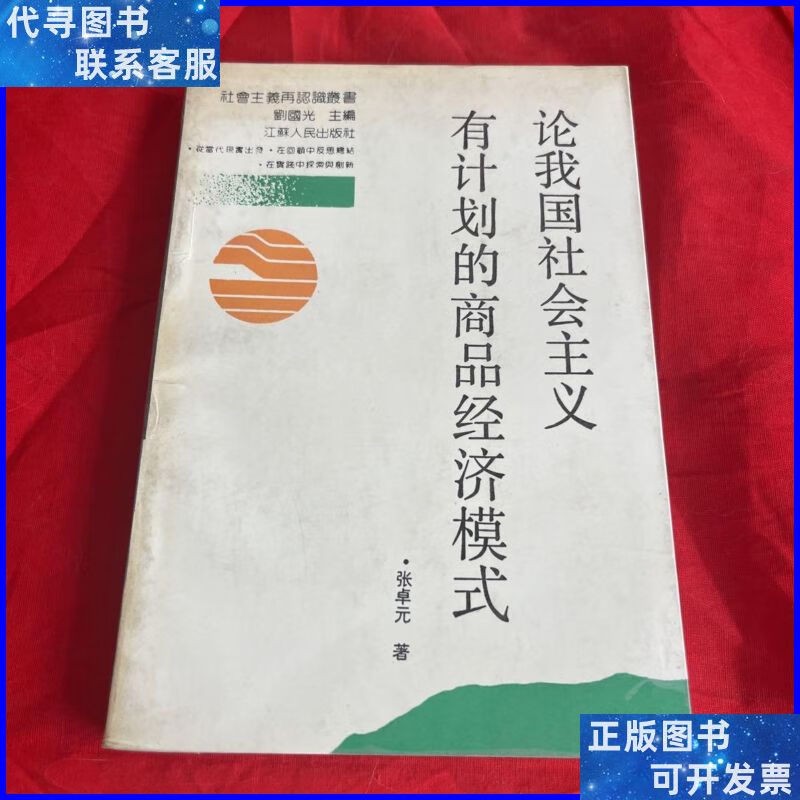 代寻图书
联系客服
社會主義再認識叢書
劉國光 主編
江蘇人民出版社
·從當代現實出發·在回顧中反思總結
·在實踐中探索與創新
论我国社会主义
有计划的商品经济模式
·张卓元 著
正版图书
可开发票